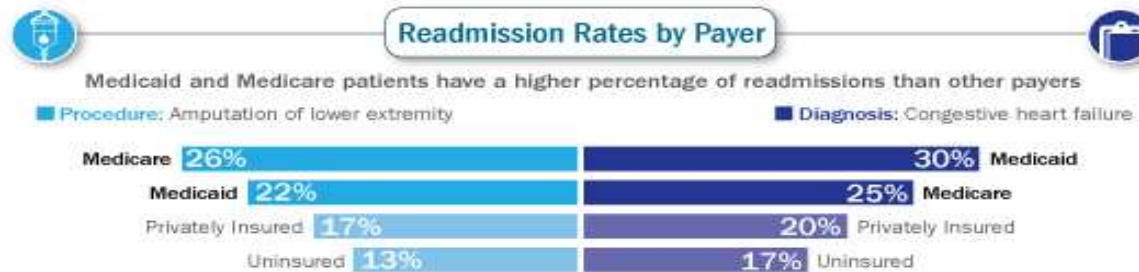 Readmission Rates by Payer
Medicaid and Medicare patients have a higher percentage of readmissions than other payers
Procedure: Amputation of lower extremity
Diagnosis: Congestive heart failure
Medicare 26% 30% Medicaid
Medicaid 22% 25% Medicare
Privately Insured 17% 20% Privately Insured
Uninsured 13% 17% Uninsured